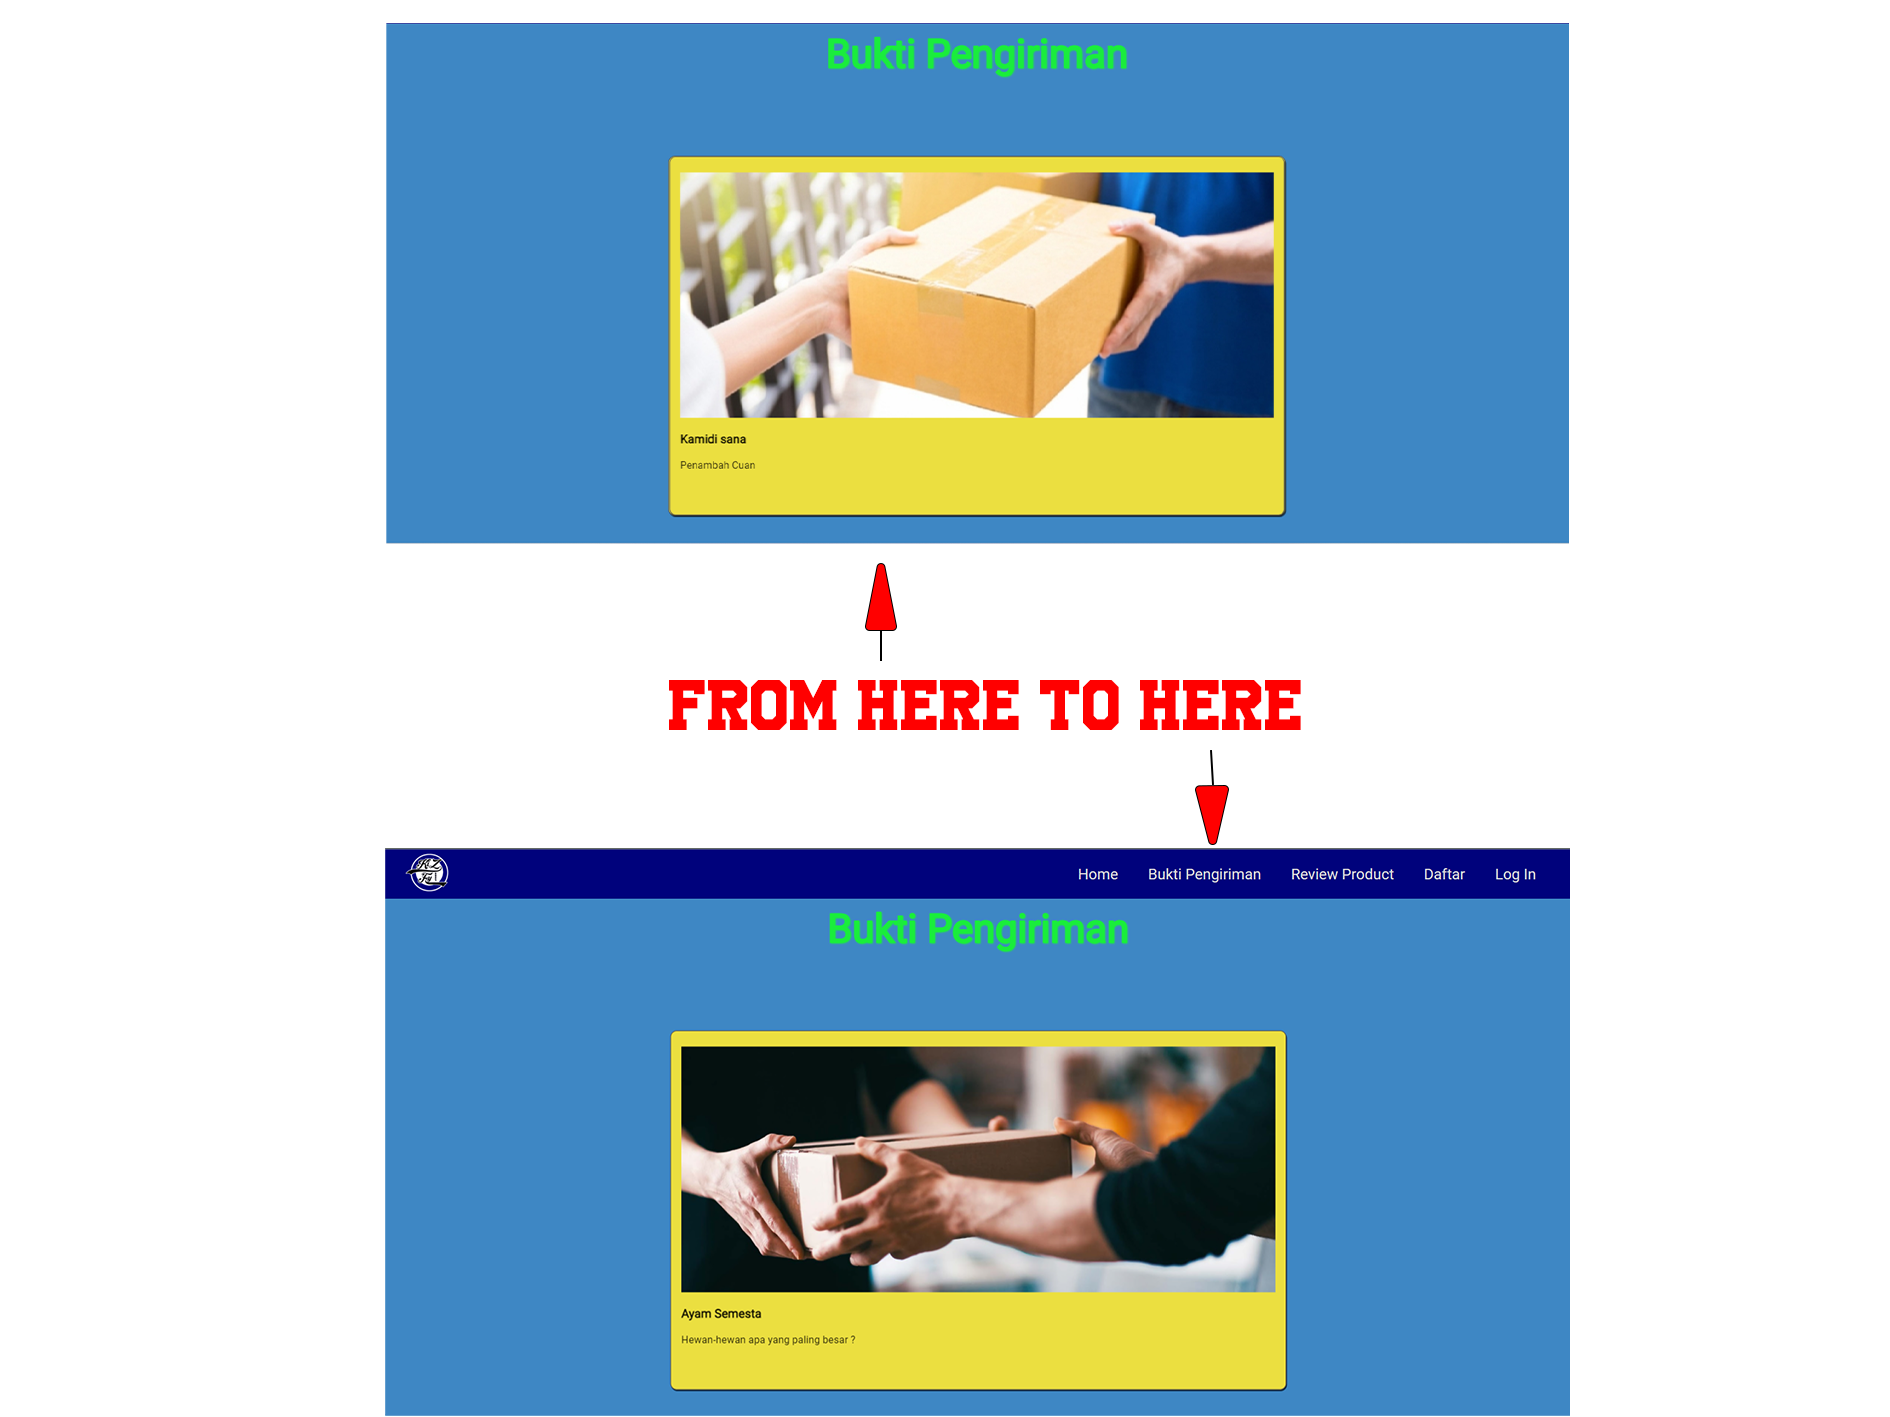 Bukti Pengiriman
Kamidi sana
Penambah Cuan
FROM HERE TO HERE
Home Bukti Pengiriman Review Product Daftar Log In
Bukti Pengiriman
Ayam Semesta
Hewan-hewan apa yang paling besar ?